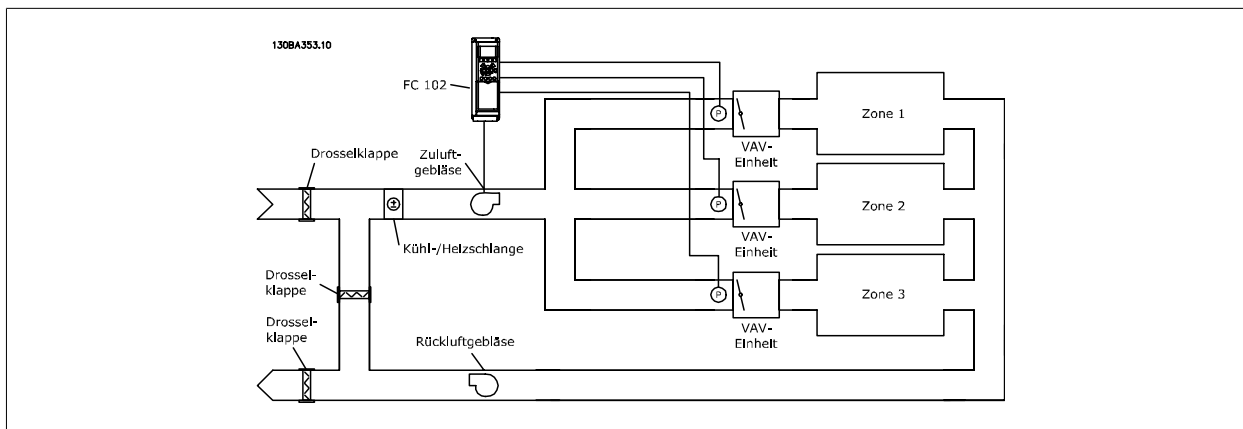 130BA353.10
FC 102
Drosselklappe
Zuluft-
gebläse
Kühl-/Heizschlange
Drossel-
klappe
Drossel-
klappe
Rückluftgebläse
P
VAV-
Einheit
Zone 1
P
VAV-
Einheit
Zone 2
P
VAV-
Einheit
Zone 3